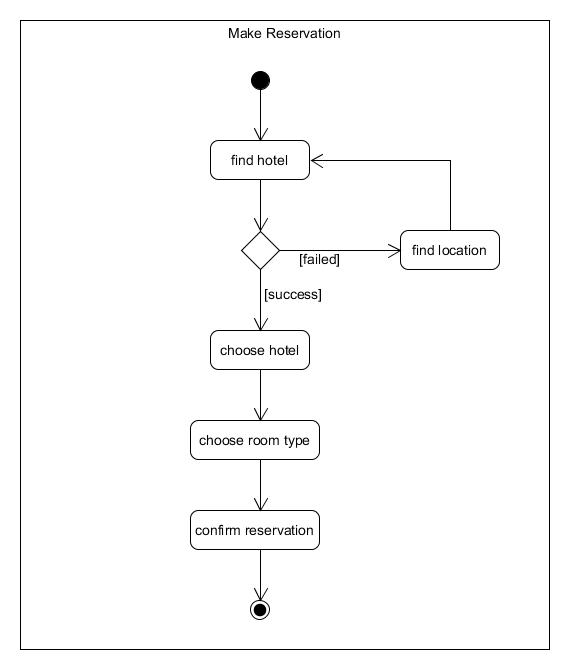 Make Reservation
find hotel
find location
[failed]
[success]
choose hotel
choose room type
confirm reservation